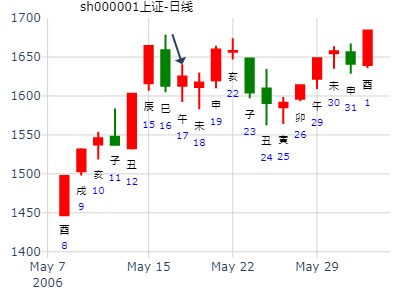 sh000001上证-日线
1700
1650
1600
1550
1500
1450
1400
酉
8
戌
9
亥
10
子
11
丑
12
辰
15
巳
16
午
17
未
18
申
19
亥
22
子
23
丑
24
寅
25
卯
26
午
29
未
30
申
31
酉
1
May 7
2006
May 15
May 22
May 29